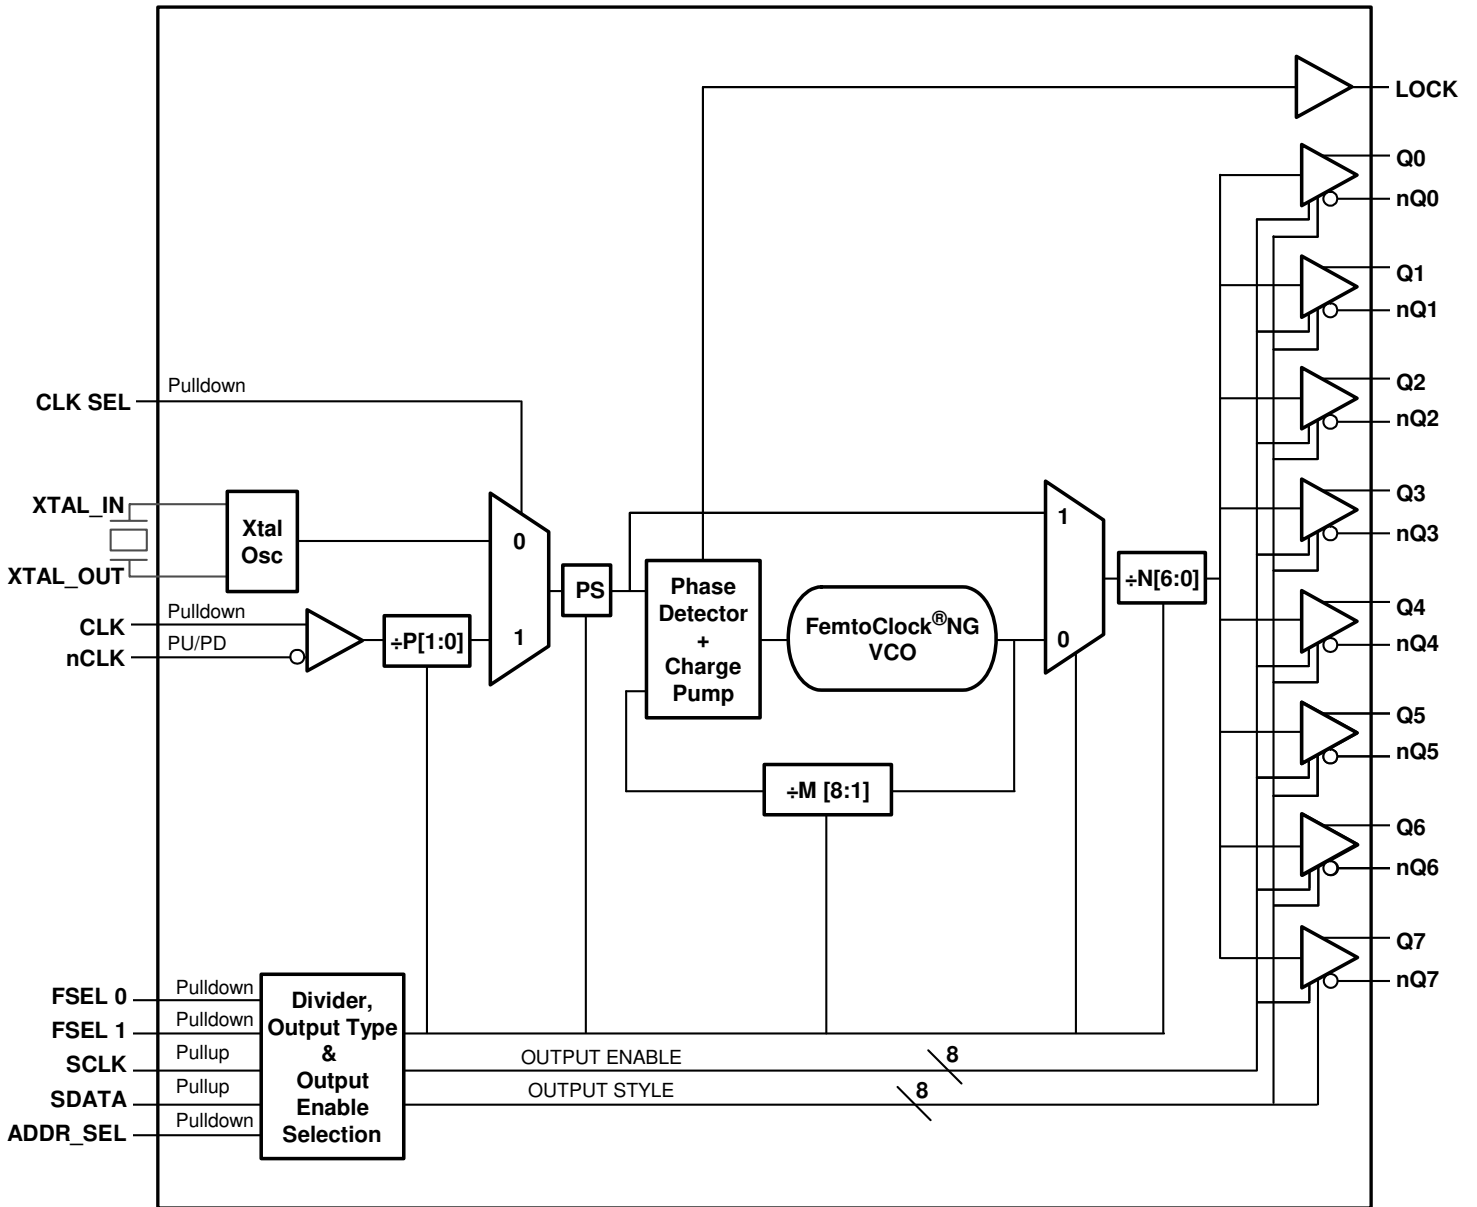 LOCK
Q0
nQ0
Q1
nQ1
Pulldown
CLK SEL
Q2
nQ2
XTAL_IN
XTAL_OUT
Xtal
Osc
0
1
PS
Phase
Detector
+
Charge
Pump
FemtoClock®NG
VCO
1
0
÷N[6:0]
Q3
nQ3
Pulldown
CLK
PU/PD
nCLK
÷P[1:0]
Q4
nQ4
÷M [8:1]
Q5
nQ5
Q6
nQ6
Q7
nQ7
FSEL 0
Pulldown
FSEL 1
Pulldown
SCLK
Pullup
SDATA
Pullup
ADDR_SEL
Pulldown
Divider,
Output Type
&
Output
Enable
Selection
OUTPUT ENABLE
8
OUTPUT STYLE
8